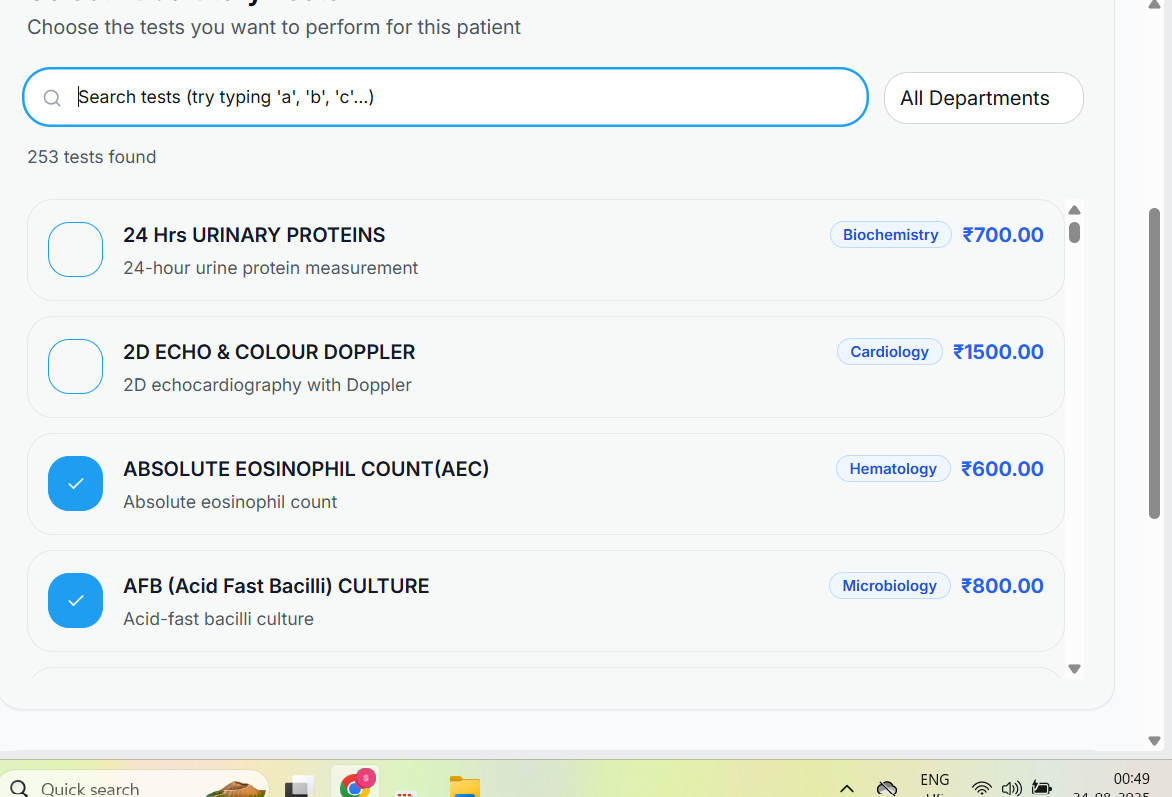 Choose the tests you want to perform for this patient
Search tests (try typing 'a', 'b', 'c'...)
All Departments
253 tests found
24 Hrs URINARY PROTEINS
Biochemistry
₹700.00
24-hour urine protein measurement
2D ECHO & COLOUR DOPPLER
Cardiology
₹1500.00
2D echocardiography with Doppler
ABSOLUTE EOSINOPHIL COUNT(AEC)
Hematology
₹600.00
Absolute eosinophil count
AFB (Acid Fast Bacilli) CULTURE
Microbiology
₹800.00
Acid-fast bacilli culture
Quick search
ENG
00:49